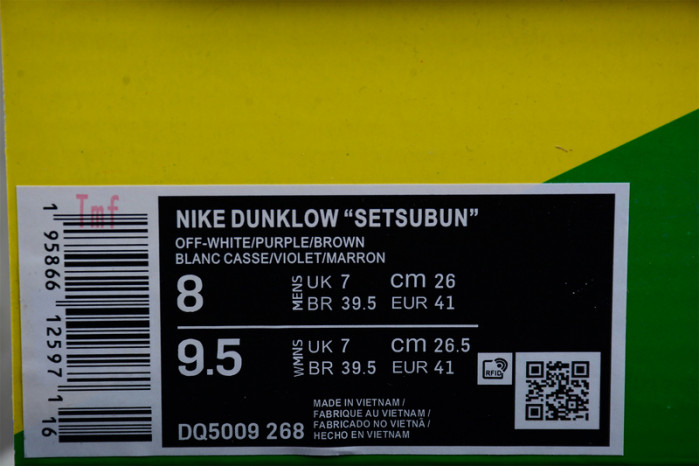 Tmf
1 95866 12597 1 16
NIKE DUNKLOW “SETSUBUN”
OFF-WHITE/PURPLE/BROWN
BLANC CASSE/VIOLET/MARRON
8 MENS UK 7 cm 26
BR 39.5 EUR 41
9.5 WMNS UK 7 cm 26.5
BR 39.5 EUR 41
RFID
MADE IN VIETNAM /
FABRIQUE AU VIETNAM /
FABRICADO NO VIETNÃ /
HECHO EN VIETNAM
DQ5009 268